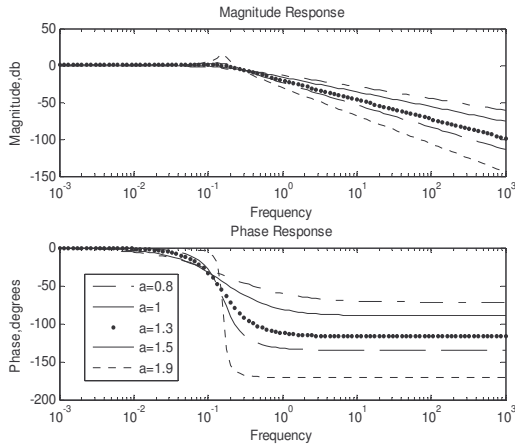 Magnitude Response
Magnitude,db
50
0
-50
-100
-150
10^-3
10^-2
10^-1
10^0
10^1
10^2
10^3
Frequency
Phase Response
Phase,degrees
0
-50
-100
-150
-200
a=0.8
a=1
a=1.3
a=1.5
a=1.9
10^-3
10^-2
10^-1
10^0
10^1
10^2
10^3
Frequency